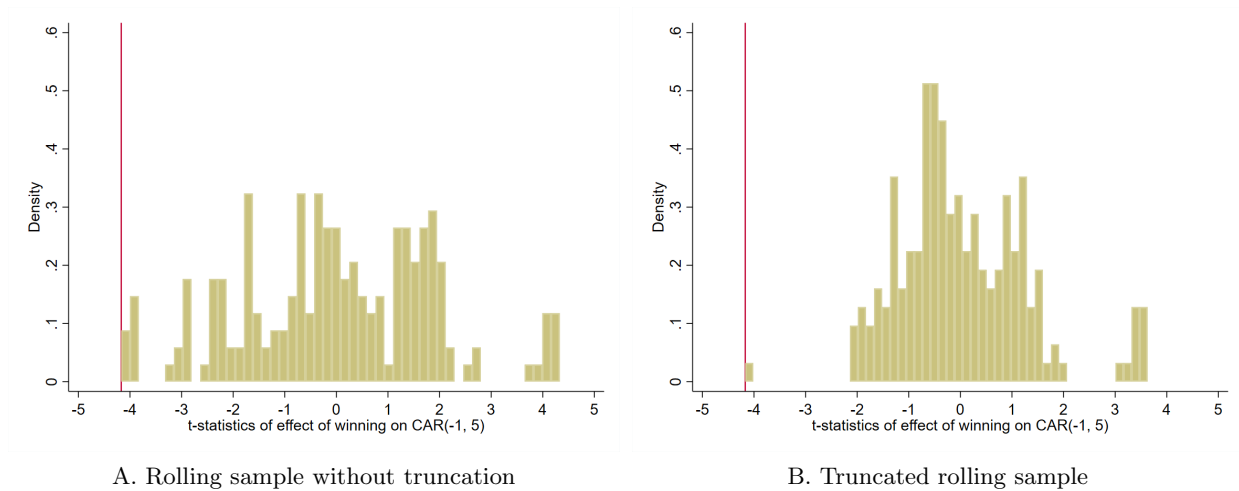 .6
.5
.4
.3
.2
.1
0
Density
-5 -4 -3 -2 -1 0 1 2 3 4 5
t-statistics of effect of winning on CAR(-1, 5)
A. Rolling sample without truncation
.6
.5
.4
.3
.2
.1
0
Density
-5 -4 -3 -2 -1 0 1 2 3 4 5
t-statistics of effect of winning on CAR(-1, 5)
B. Truncated rolling sample